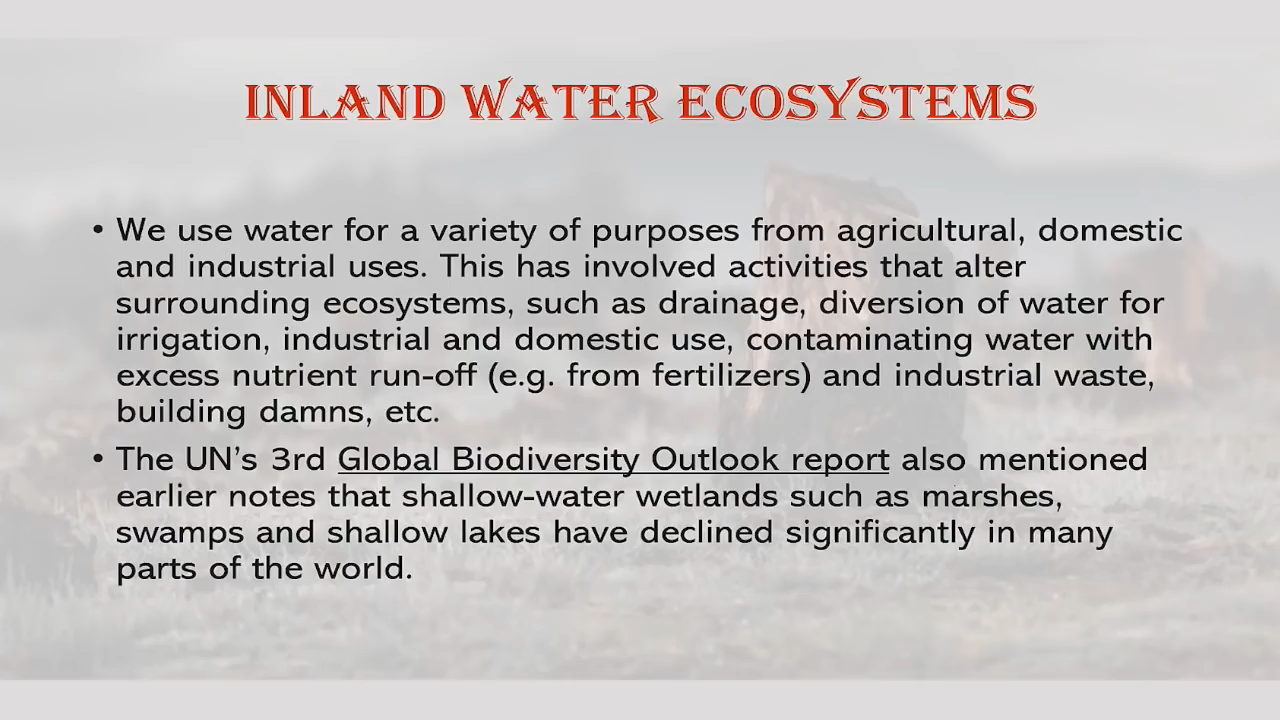 INLAND WATER ECOSYSTEMS
• We use water for a variety of purposes from agricultural, domestic
and industrial uses. This has involved activities that alter
surrounding ecosystems, such as drainage, diversion of water for
irrigation, industrial and domestic use, contaminating water with
excess nutrient run-off (e.g. from fertilizers) and industrial waste,
building damns, etc.
• The UN’s 3rd Global Biodiversity Outlook report also mentioned
earlier notes that shallow-water wetlands such as marshes,
swamps and shallow lakes have declined significantly in many
parts of the world.